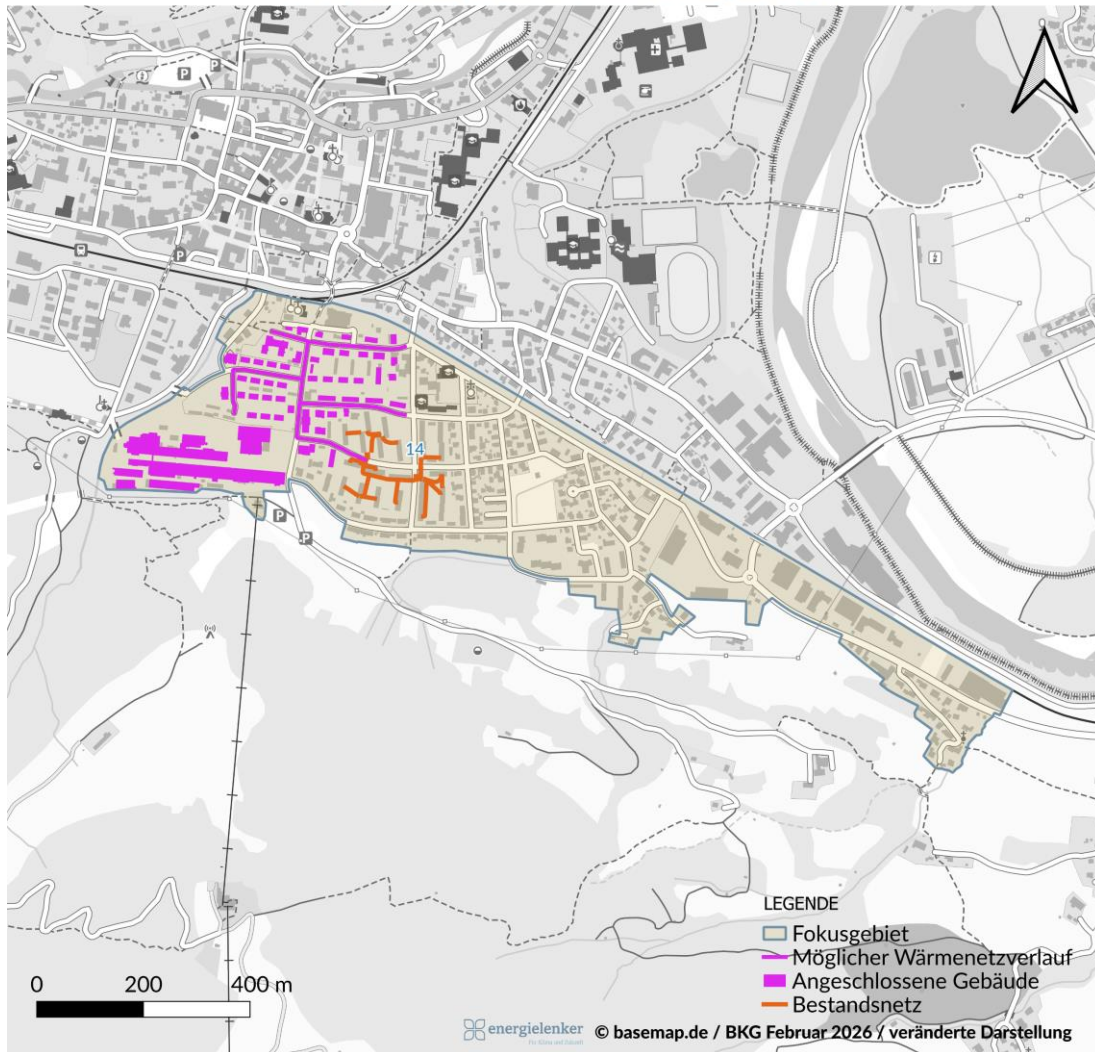 P
P
P
14
P
P
LEGENDE
Fokusgebiet
Möglicher Wärmenetzverlauf
Angeschlossene Gebäude
Bestandsnetz
0 200 400 m
energielenker
© basemap.de / BKG Februar 2026 / veränderte Darstellung